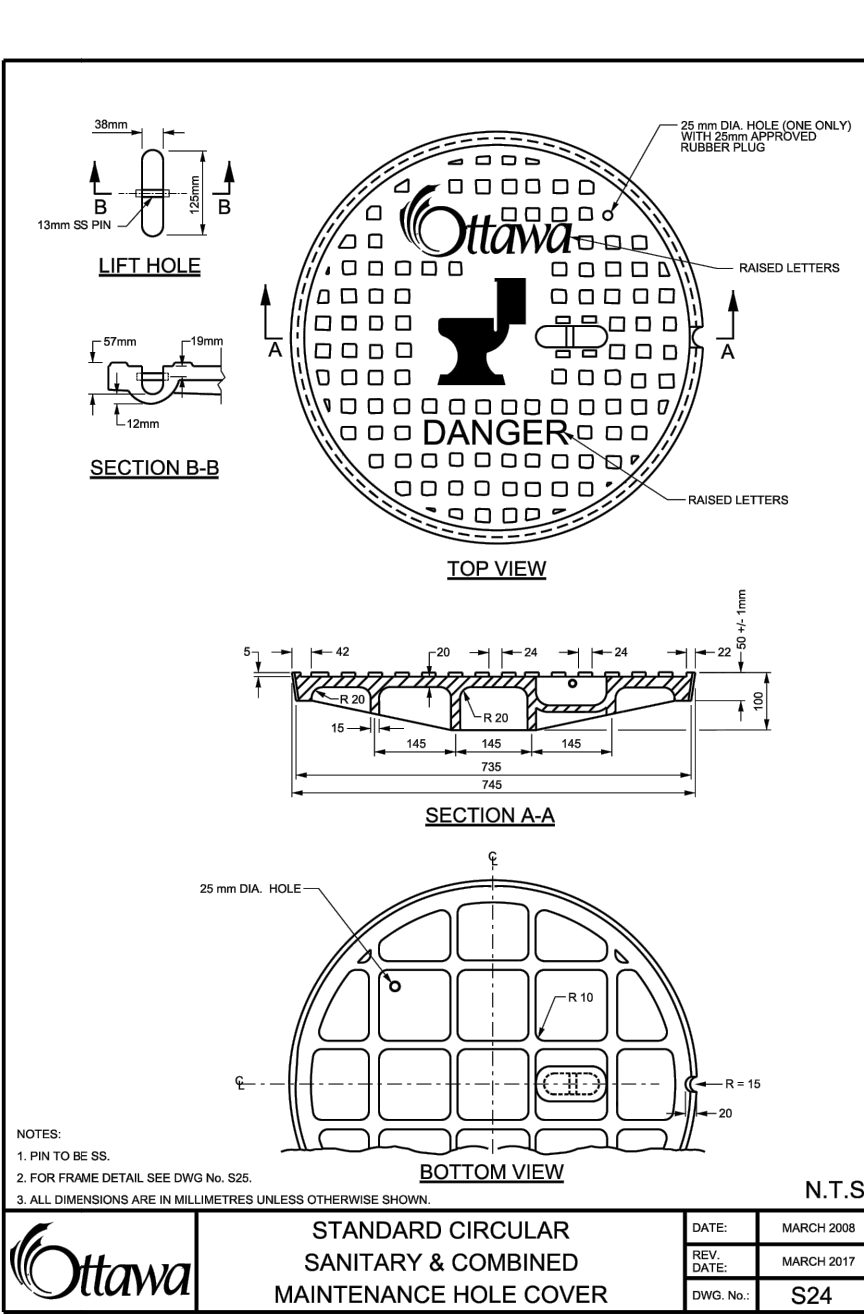 38mm
B
B
125mm
13mm SS PIN
LIFT HOLE
57mm
19mm
12mm
SECTION B-B
25 mm DIA. HOLE (ONE ONLY)
WITH 25mm APPROVED
RUBBER PLUG
Ottawa
RAISED LETTERS
A
A
DANGER
RAISED LETTERS
TOP VIEW
5
42
20
24
24
22
50 +/- 1mm
100
R 20
R 20
15
145
145
145
735
745
SECTION A-A
℄
25 mm DIA. HOLE
R 10
℄
R = 15
20
BOTTOM VIEW
NOTES:
1. PIN TO BE SS.
2. FOR FRAME DETAIL SEE DWG No. S25.
3. ALL DIMENSIONS ARE IN MILLIMETRES UNLESS OTHERWISE SHOWN.
N.T.S
Ottawa
STANDARD CIRCULAR
SANITARY & COMBINED
MAINTENANCE HOLE COVER
DATE: MARCH 2008
REV.
DATE: MARCH 2017
DWG. No.: S24